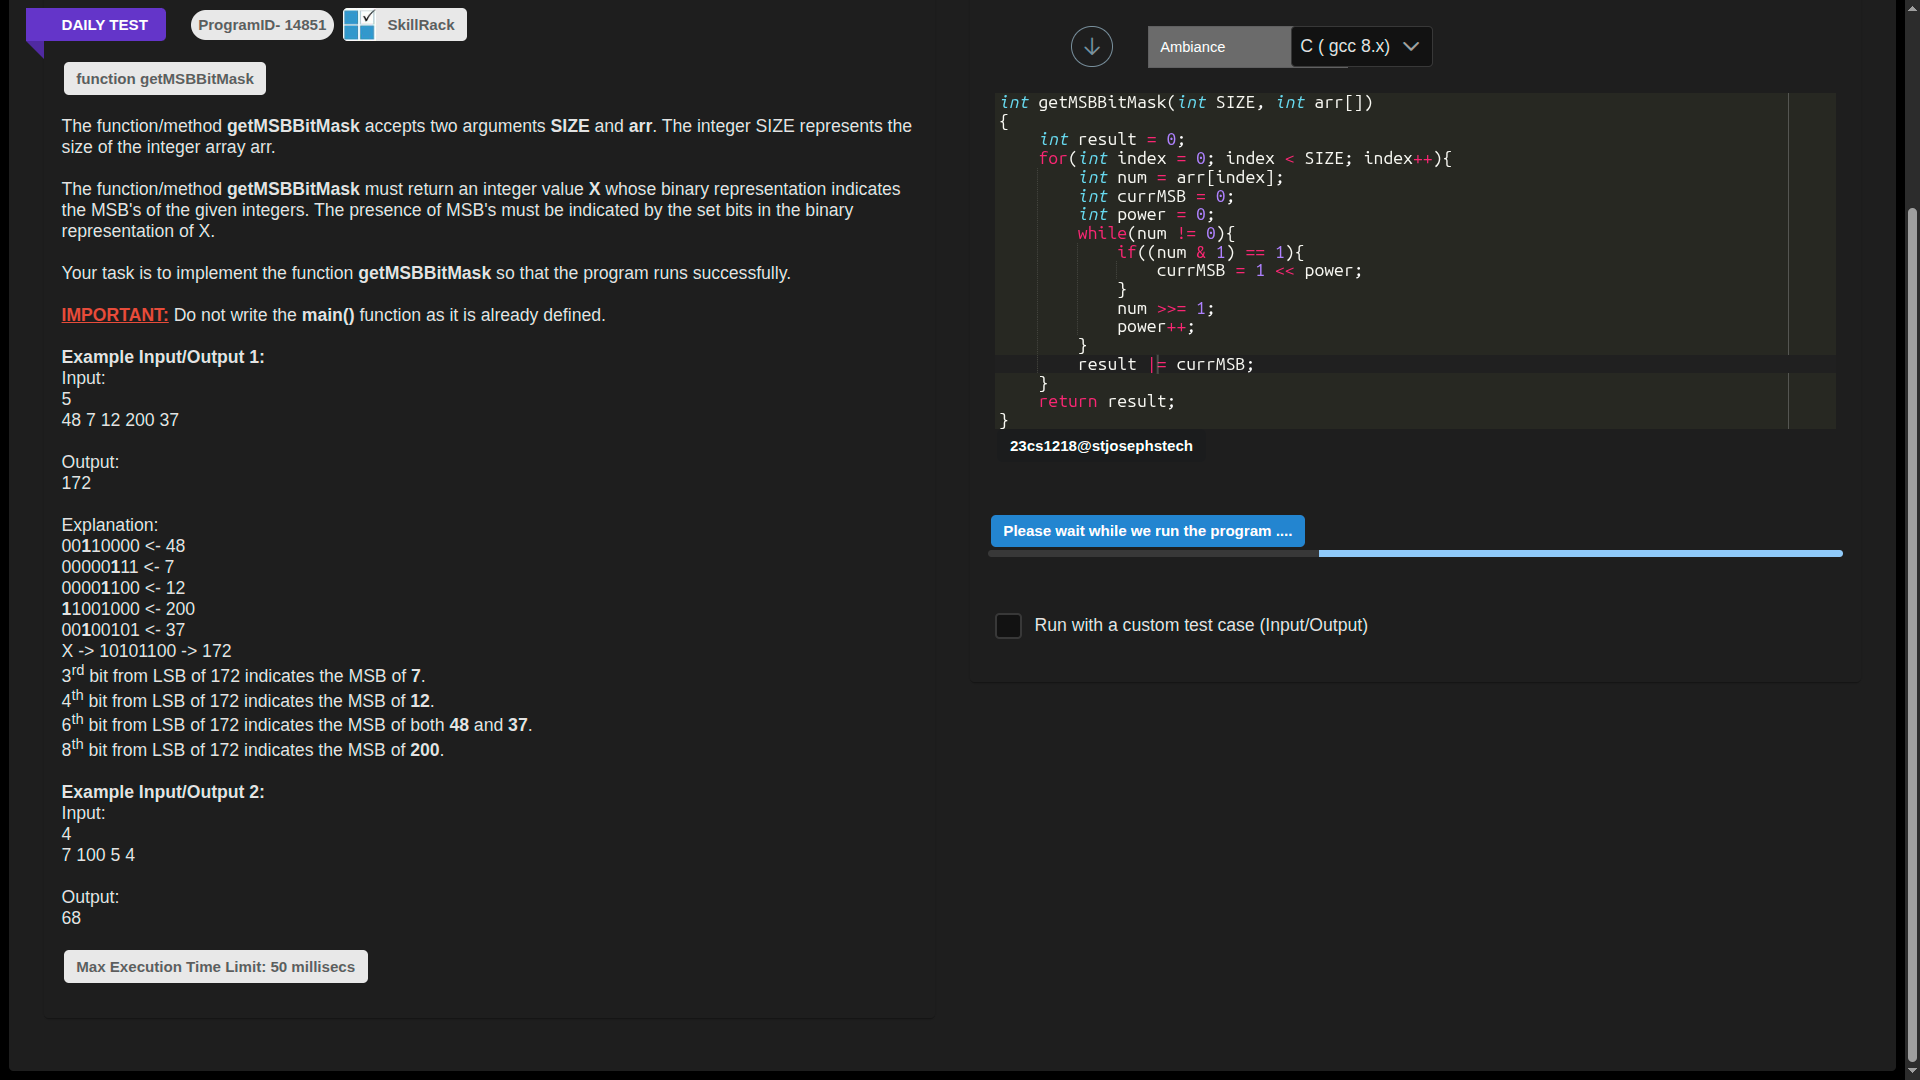 DAILY TEST
ProgramID- 14851
SkillRack
function getMSBBitMask
The function/method getMSBBitMask accepts two arguments SIZE and arr. The integer SIZE represents the
size of the integer array arr.
The function/method getMSBBitMask must return an integer value X whose binary representation indicates
the MSB's of the given integers. The presence of MSB's must be indicated by the set bits in the binary
representation of X.
Your task is to implement the function getMSBBitMask so that the program runs successfully.
IMPORTANT: Do not write the main() function as it is already defined.
Example Input/Output 1:
Input:
5
48 7 12 200 37
Output:
172
Explanation:
00110000 <- 48
00000111 <- 7
00001100 <- 12
11001000 <- 200
00100101 <- 37
X -> 10101100 -> 172
3rd bit from LSB of 172 indicates the MSB of 7.
4th bit from LSB of 172 indicates the MSB of 12.
6th bit from LSB of 172 indicates the MSB of both 48 and 37.
8th bit from LSB of 172 indicates the MSB of 200.
Example Input/Output 2:
Input:
4
7 100 5 4
Output:
68
Max Execution Time Limit: 50 millisecs
Ambiance
C ( gcc 8.x)
int getMSBBitMask(int SIZE, int arr[])
{
    int result = 0;
    for(int index = 0; index < SIZE; index++){
        int num = arr[index];
        int currMSB = 0;
        int power = 0;
        while(num != 0){
            if((num & 1) == 1){
                currMSB = 1 << power;
            }
            num >>= 1;
            power++;
        }
        result |= currMSB;
    }
    return result;
}
23cs1218@stjosephstech
Please wait while we run the program ....
Run with a custom test case (Input/Output)